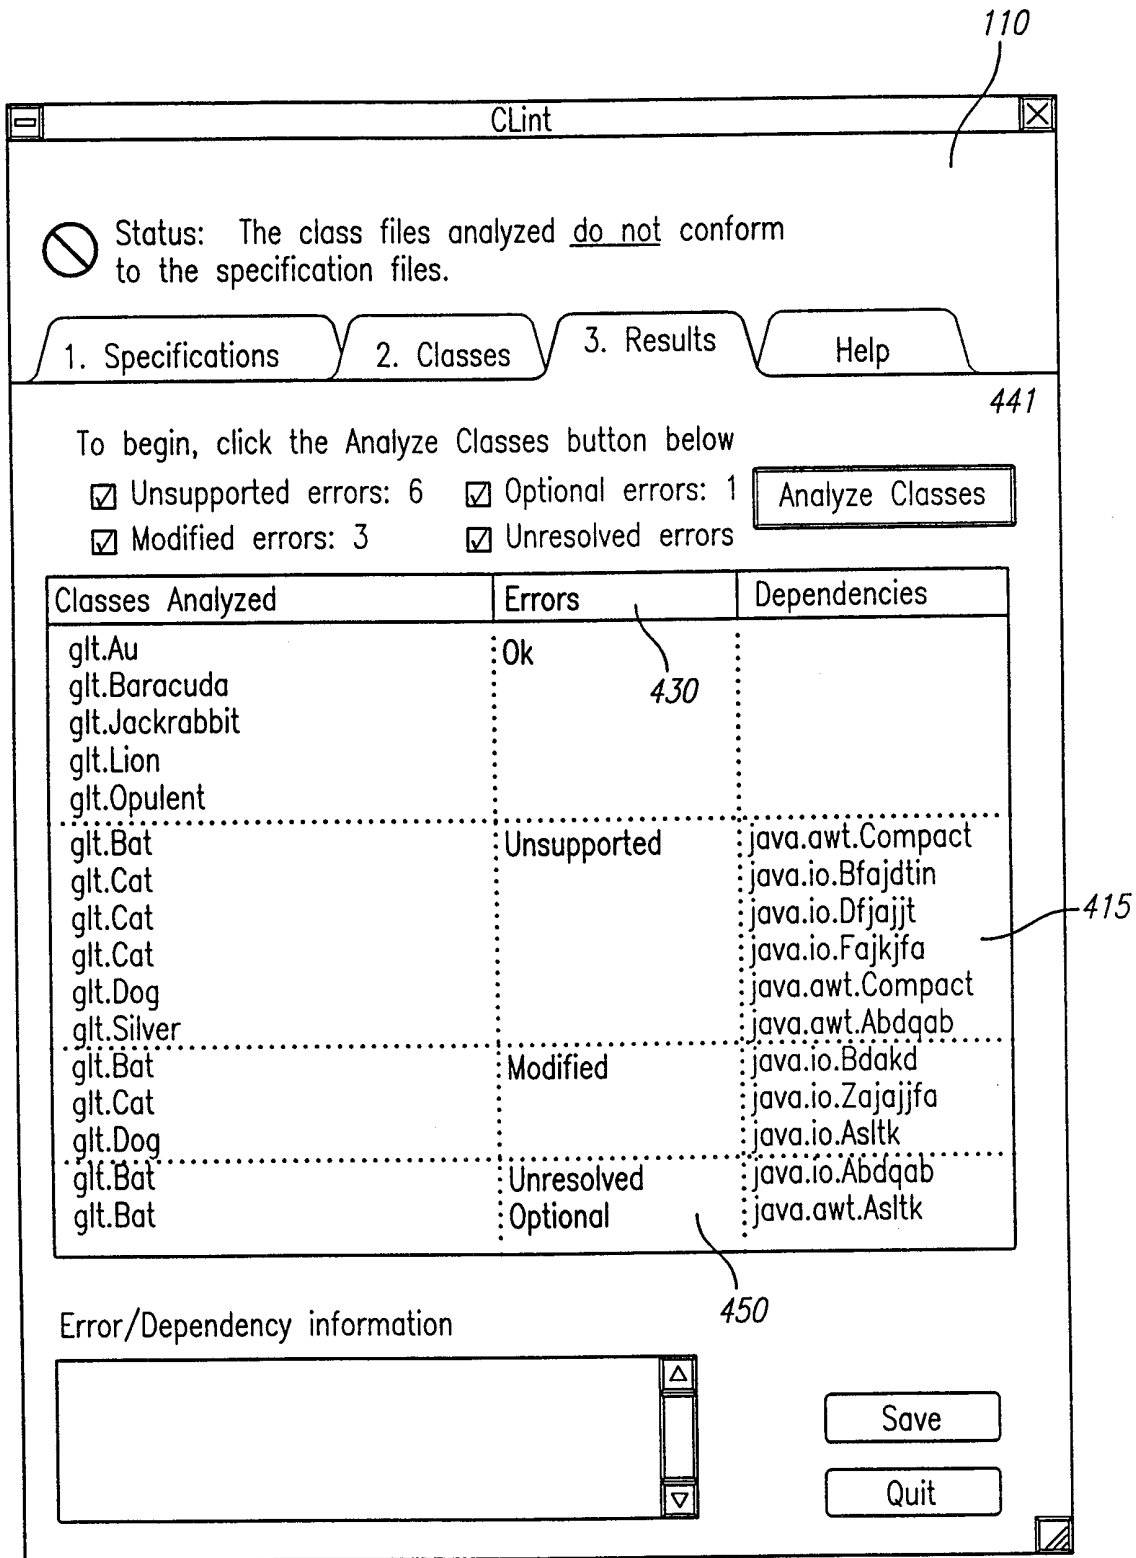 110
CLint
Status: The class files analyzed do not conform
to the specification files.
1. Specifications 2. Classes 3. Results Help
441
To begin, click the Analyze Classes button below
Unsupported errors: 6 Optional errors: 1 Analyze Classes
Modified errors: 3 Unresolved errors
Classes Analyzed Errors Dependencies
glt.Au Ok
glt.Baracuda 430
glt.Jackrabbit
glt.Lion
glt.Opulent
glt.Bat Unsupported java.awt.Compact
glt.Cat java.io.Bfajdtin
glt.Cat java.io.Dfjajjt 415
glt.Cat java.io.Fajkjfa
glt.Dog java.awt.Compact
glt.Silver java.awt.Abdqab
glt.Bat Modified java.io.Bdakd
glt.Cat java.io.Zajajjfa
glt.Dog java.io.Asltk
glt.Bat Unresolved java.io.Abdqab
glt.Bat Optional java.awt.Asltk
450
Error/Dependency information
Save
Quit